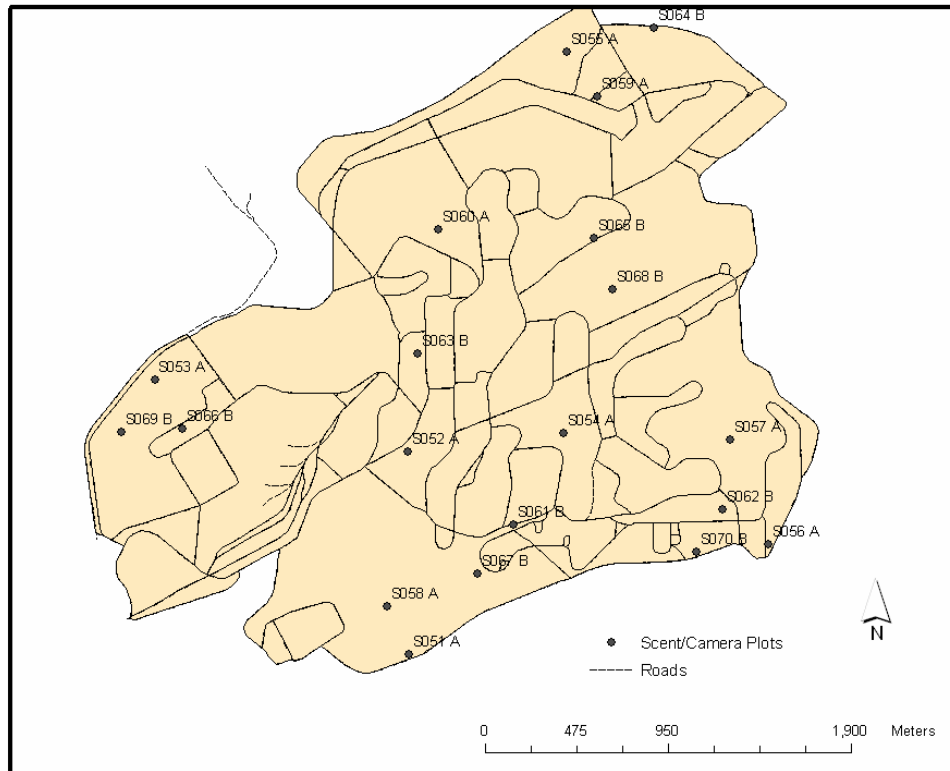 S064 B
S055 A
S059 A
S060 A
S065 B
S068 B
S063 B
S053 A
S069 B
S066 B
S052 A
S054 A
S057 A
S062 B
S061 B
S056 A
S070 B
S067 B
S058 A
S051 A
N
Scent/Camera Plots
Roads
0 475 950 1,900 Meters